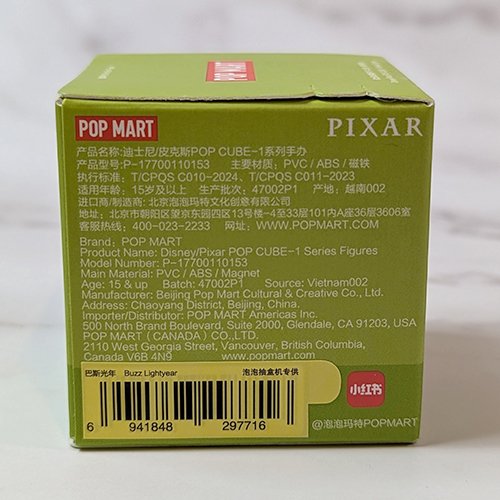 POP MART
POP MART
PIXAR
产品名称:迪士尼/皮克斯POP CUBE-1系列手办
产品型号:P-17700110153 主要材质: PVC / ABS / 磁铁
执行标准: T/CPQS C010-2024、T/CPQS C011-2023
适用年龄: 15岁及以上 生产批次: 47002P1 产地: 越南002
进口商/制造商: 北京泡泡玛特文化创意有限公司
地址: 北京市朝阳区望京东园四区13号楼-4至33层101内A座36层3606室
客服热线: 400-023-2233 网址: WWW.POPMART.COM
Brand: POP MART
Product Name: Disney/Pixar POP CUBE-1 Series Figures
Model Number: P-17700110153
Main Material: PVC / ABS / Magnet
Age: 15 & up Batch: 47002P1 Source: Vietnam002
Manufacturer: Beijing Pop Mart Cultural & Creative Co., Ltd.
Address: Chaoyang District, Beijing, China.
Importer/Distributor: POP MART Americas Inc.
500 North Brand Boulevard, Suite 2000, Glendale, CA 91203, USA
POP MART (CANADA) CO.,LTD.
2110 West Georgia Street, Vancouver, British Columbia,
Canada V6B 4N9 www.popmart.com
巴斯光年 Buzz Lightyear 泡泡抽盒机专供
6 941848 297716
小红书
@泡泡玛特POPMART